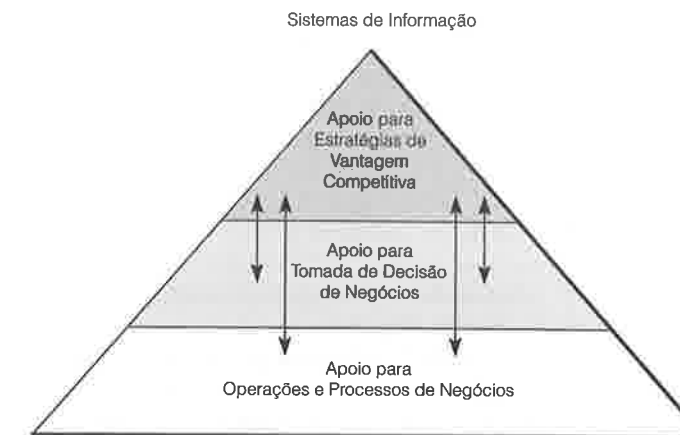 Sistemas de Informação
Apoio para
Estratégias de
Vantagem
Competitiva
Apoio para
Tomada de Decisão
de Negócios
Apoio para
Operações e Processos de Negócios